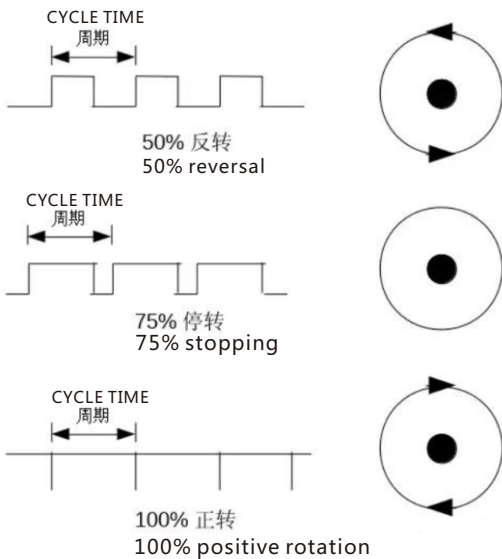 CYCLE TIME
周期
50% 反转
50% reversal
CYCLE TIME
周期
75% 停转
75% stopping
CYCLE TIME
周期
100% 正转
100% positive rotation